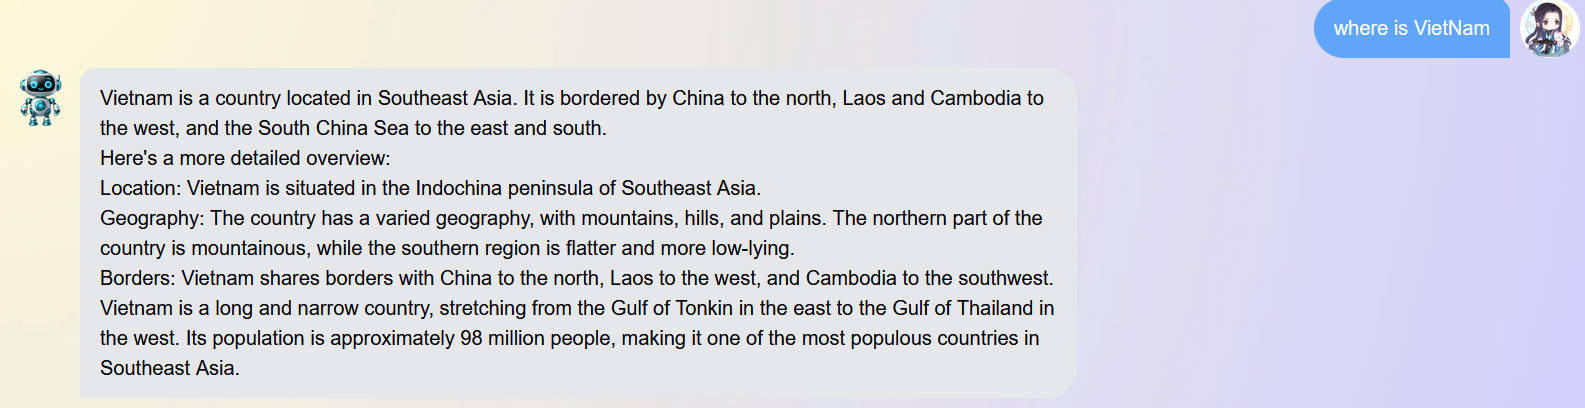 where is VietNam
Vietnam is a country located in Southeast Asia. It is bordered by China to the north, Laos and Cambodia to
the west, and the South China Sea to the east and south.
Here's a more detailed overview:
Location: Vietnam is situated in the Indochina peninsula of Southeast Asia.
Geography: The country has a varied geography, with mountains, hills, and plains. The northern part of the
country is mountainous, while the southern region is flatter and more low-lying.
Borders: Vietnam shares borders with China to the north, Laos to the west, and Cambodia to the southwest.
Vietnam is a long and narrow country, stretching from the Gulf of Tonkin in the east to the Gulf of Thailand in
the west. Its population is approximately 98 million people, making it one of the most populous countries in
Southeast Asia.